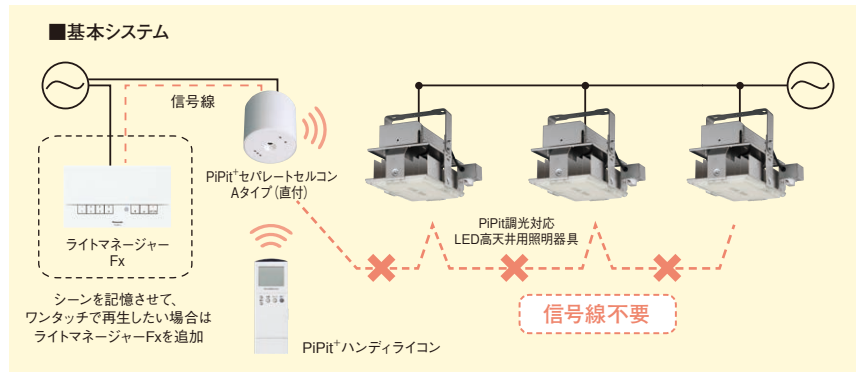 ■基本システム
信号線
PiPit⁺セパレートセルコン
Aタイプ（直付）
ライトマネージャー
Fx
PiPit調光対応
LED高天井用照明器具
シーンを記憶させて、
ワンタッチで再生したい場合は
ライトマネージャーFxを追加
信号線不要
PiPit⁺ハンディライコン